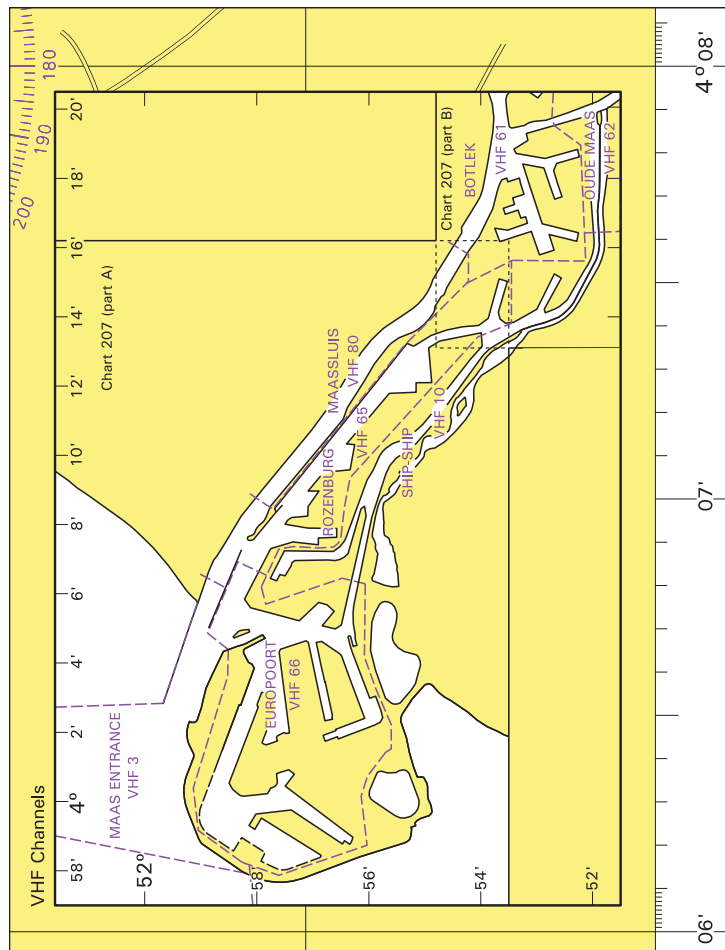 VHF Channels
180
190
200
20'
18'
16'
14'
12'
10'
8'
6'
4'
2'
4°
58'
52°
58'
56'
54'
52'
Chart 207 (part A)
Chart 207 (part B)
MAAS ENTRANCE
VHF 3
EUROPOORT
VHF 66
ROZENBURG
VHF 65
MAASSLUIS
VHF 80
SHIP-SHIP
VHF 10
BOTLEK
VHF 61
OUDE MAAS
VHF 62
4° 08'
07'
06'